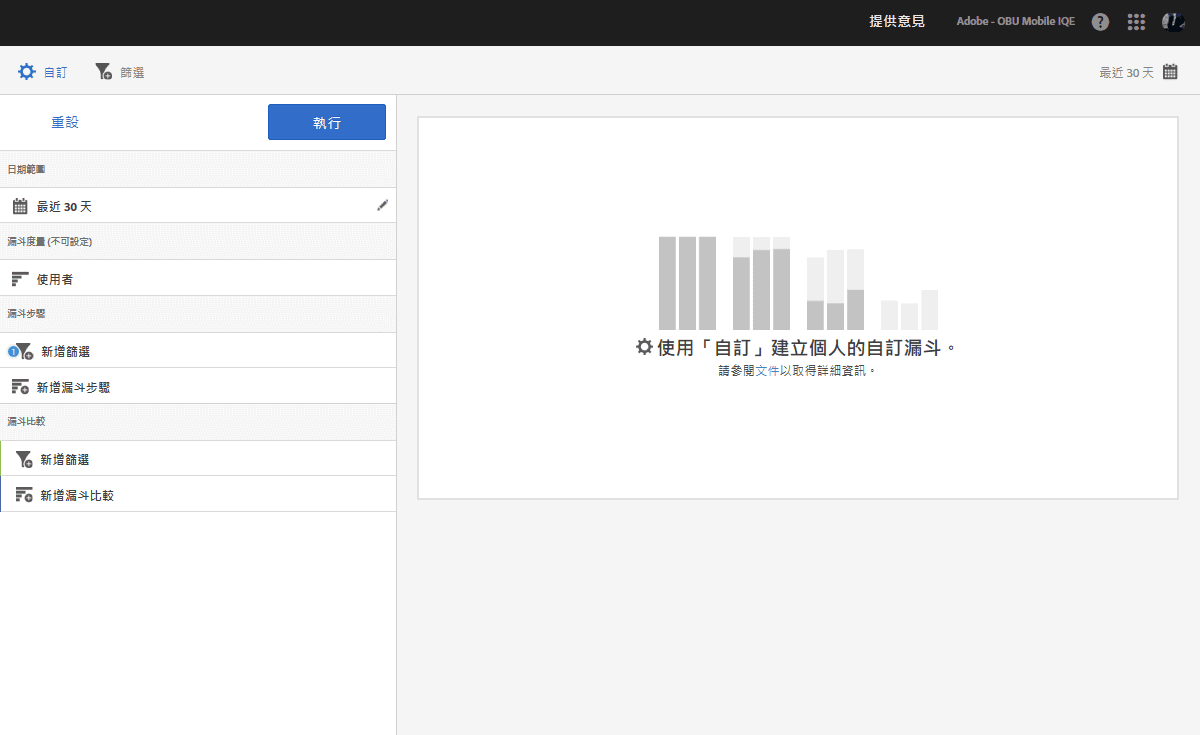 提供意見
Adobe - OBU Mobile IQE
自訂
篩選
最近 30 天
重設
執行
日期範圍
最近 30 天
漏斗度量 (不可設定)
使用者
漏斗步驟
1
新增篩選
新增漏斗步驟
漏斗比較
新增篩選
新增漏斗比較
使用「自訂」建立個人的自訂漏斗。
請參閱文件以取得詳細資訊。